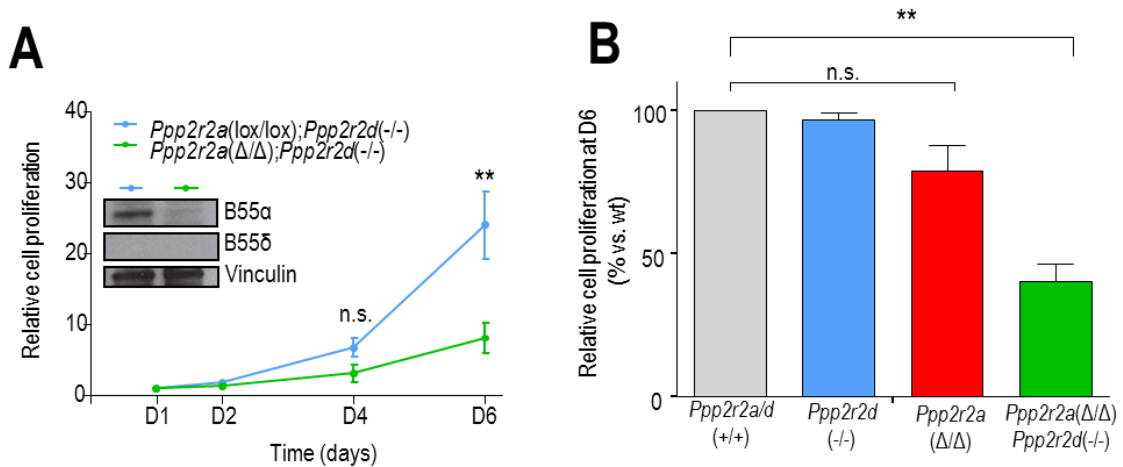 A
Relative cell proliferation
40
30
20
10
0
Ppp2r2a(lox/lox);Ppp2r2d(-/-)
Ppp2r2a(Δ/Δ);Ppp2r2d(-/-)
B55α
B55δ
Vinculin
n.s.
**
D1 D2 D4 D6
Time (days)
B
Relative cell proliferation at D6
(% vs. wt)
100
50
0
**
n.s.
Ppp2r2a/d
(+/+)
Ppp2r2d
(-/-)
Ppp2r2a
(Δ/Δ)
Ppp2r2a(Δ/Δ)
Ppp2r2d(-/-)